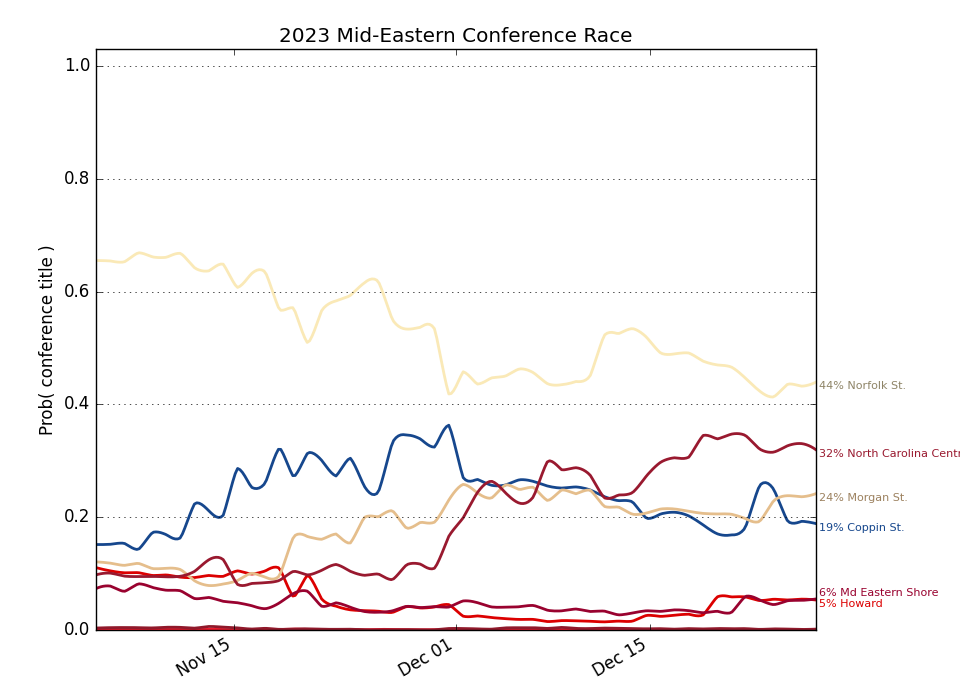 2023 Mid-Eastern Conference Race
Prob( conference title )
1.0
0.8
0.6
0.4
0.2
0.0
44% Norfolk St.
32% North Carolina Centr
24% Morgan St.
19% Coppin St.
6% Md Eastern Shore
5% Howard
Nov 15
Dec 01
Dec 15